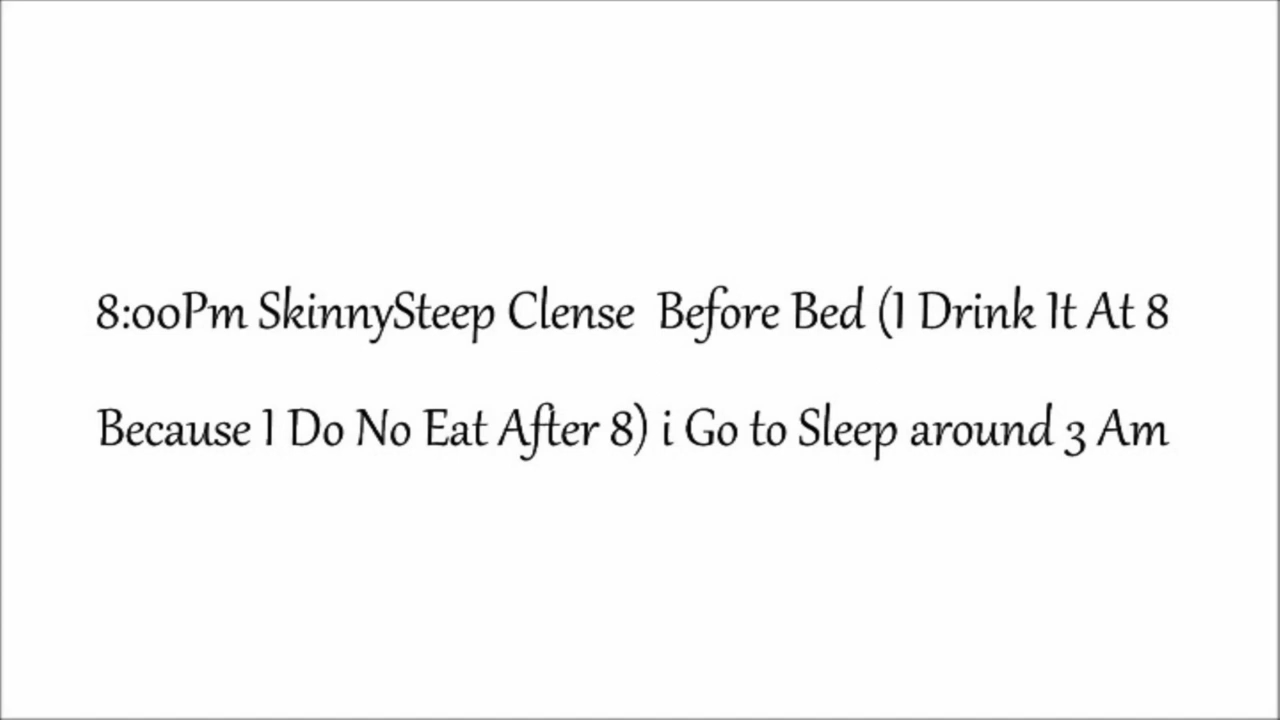 8:00Pm SkinnySteep Clense Before Bed (I Drink It At 8
Because I Do No Eat After 8) i Go to Sleep around 3 Am